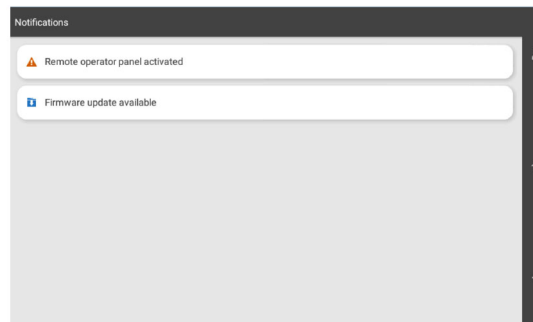 Notifications
Remote operator panel activated
Firmware update available